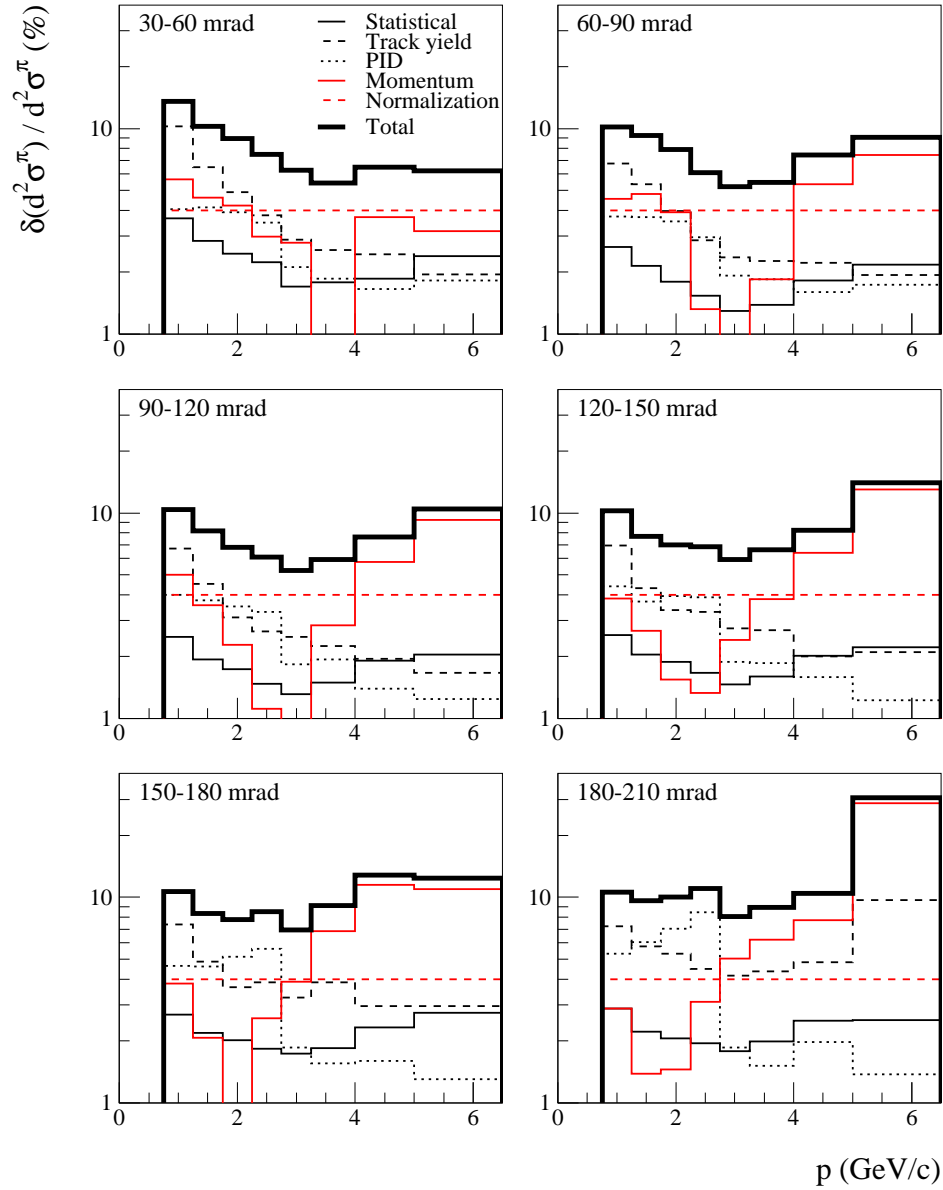 δ(d²σ^π) / d²σ^π (%)
30-60 mrad
Statistical
Track yield
PID
Momentum
Normalization
Total
10
1
0 2 4 6
60-90 mrad
10
1
0 2 4 6
90-120 mrad
10
1
0 2 4 6
120-150 mrad
10
1
0 2 4 6
150-180 mrad
10
1
0 2 4 6
180-210 mrad
10
1
0 2 4 6
p (GeV/c)